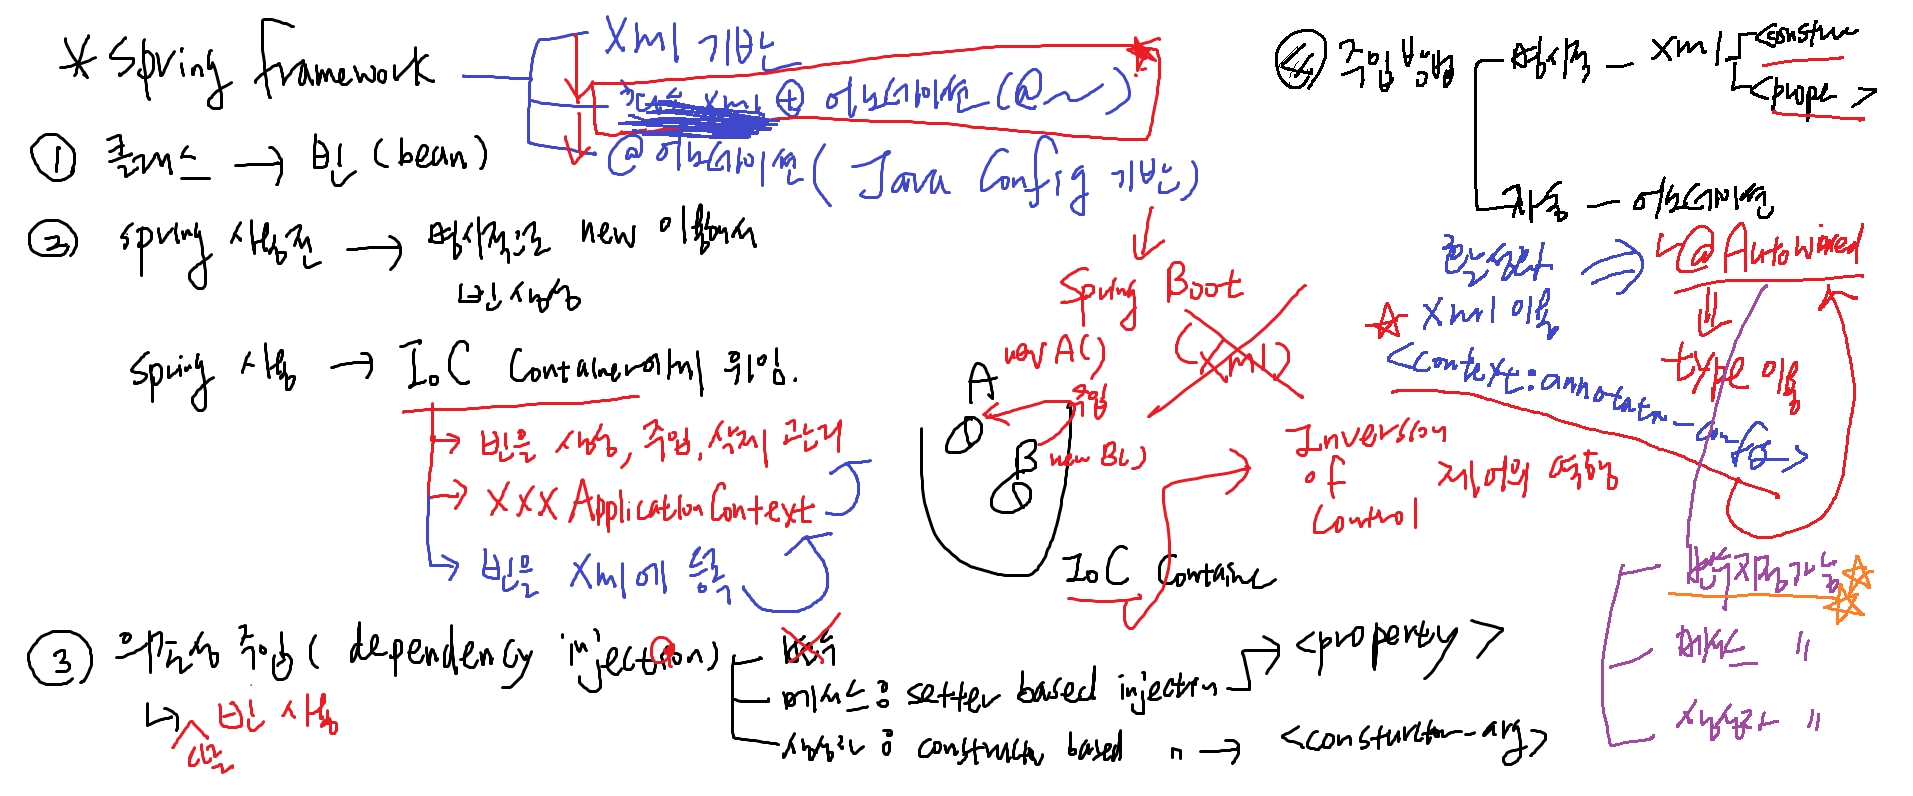 * Spring framework
xml 기반
xml + 어노테이션 (@~)
@어노테이션 ( Java Config 기반)
Spring Boot
(xml)
① 클래스 → 빈 (bean)
② spring 사용전 → 명시적으로 new 이용해서
빈 생성
spring 사용 → IoC Container에게 위임.
→ 빈을 생성, 주입, 삭제 관리
→ XXX ApplicationContext
→ 빈을 xml에 등록
new A()
A
주입
B
new B()
IoC Containe
Inversion
of
Control
제어의 역행
③ 의존성 주입 ( dependency injection)
빈 사용
다른
변수
메서드 : setter based injection → <property>
생성자 : constructor based " → <consturctor-arg>
④ 주입방법
명시적 - xml
<constur
<prope >
자동 - 어노테이션
@Autowired
type 이용
환설정
xml 이용
<context:annotation-config>
변수 지정가능
메서드 "
생성자 "